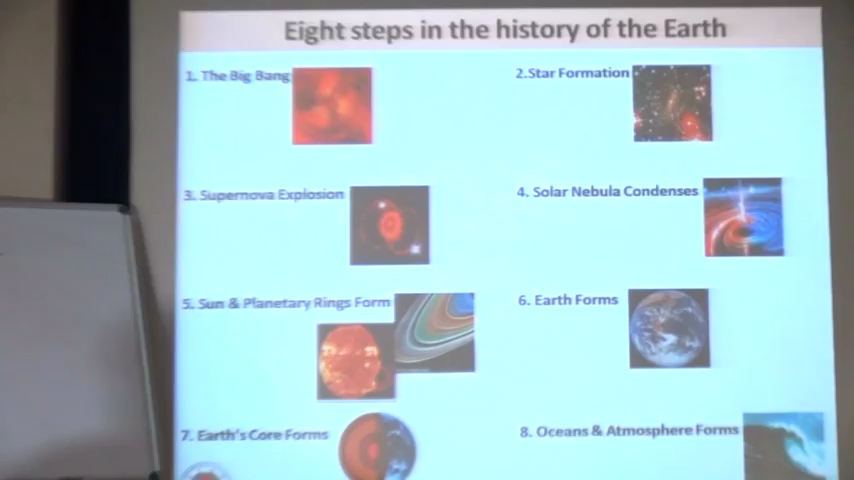 Eight steps in the history of the Earth
1. The Big Bang
2.Star Formation
3. Supernova Explosion
4. Solar Nebula Condenses
5. Sun & Planetary Rings Form
6. Earth Forms
7. Earth's Core Forms
8. Oceans & Atmosphere Forms